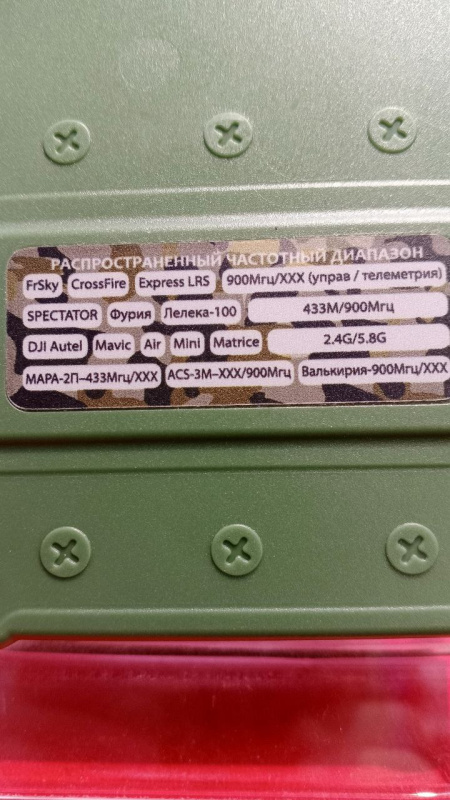 РАСПРОСТРАНЕННЫЙ ЧАСТОТНЫЙ ДИАПАЗОН
FrSky CrossFire Express LRS 900Мгц/XXX (управ / телеметрия)
SPECTATOR Фурия Лелека-100 433М/900Мгц
DJI Autel Mavic Air Mini Matrice 2.4G/5.8G
МАРА-2П–433Мгц/XXX ACS-3M–XXX/900Мгц Валькирия-900Мгц/XXX